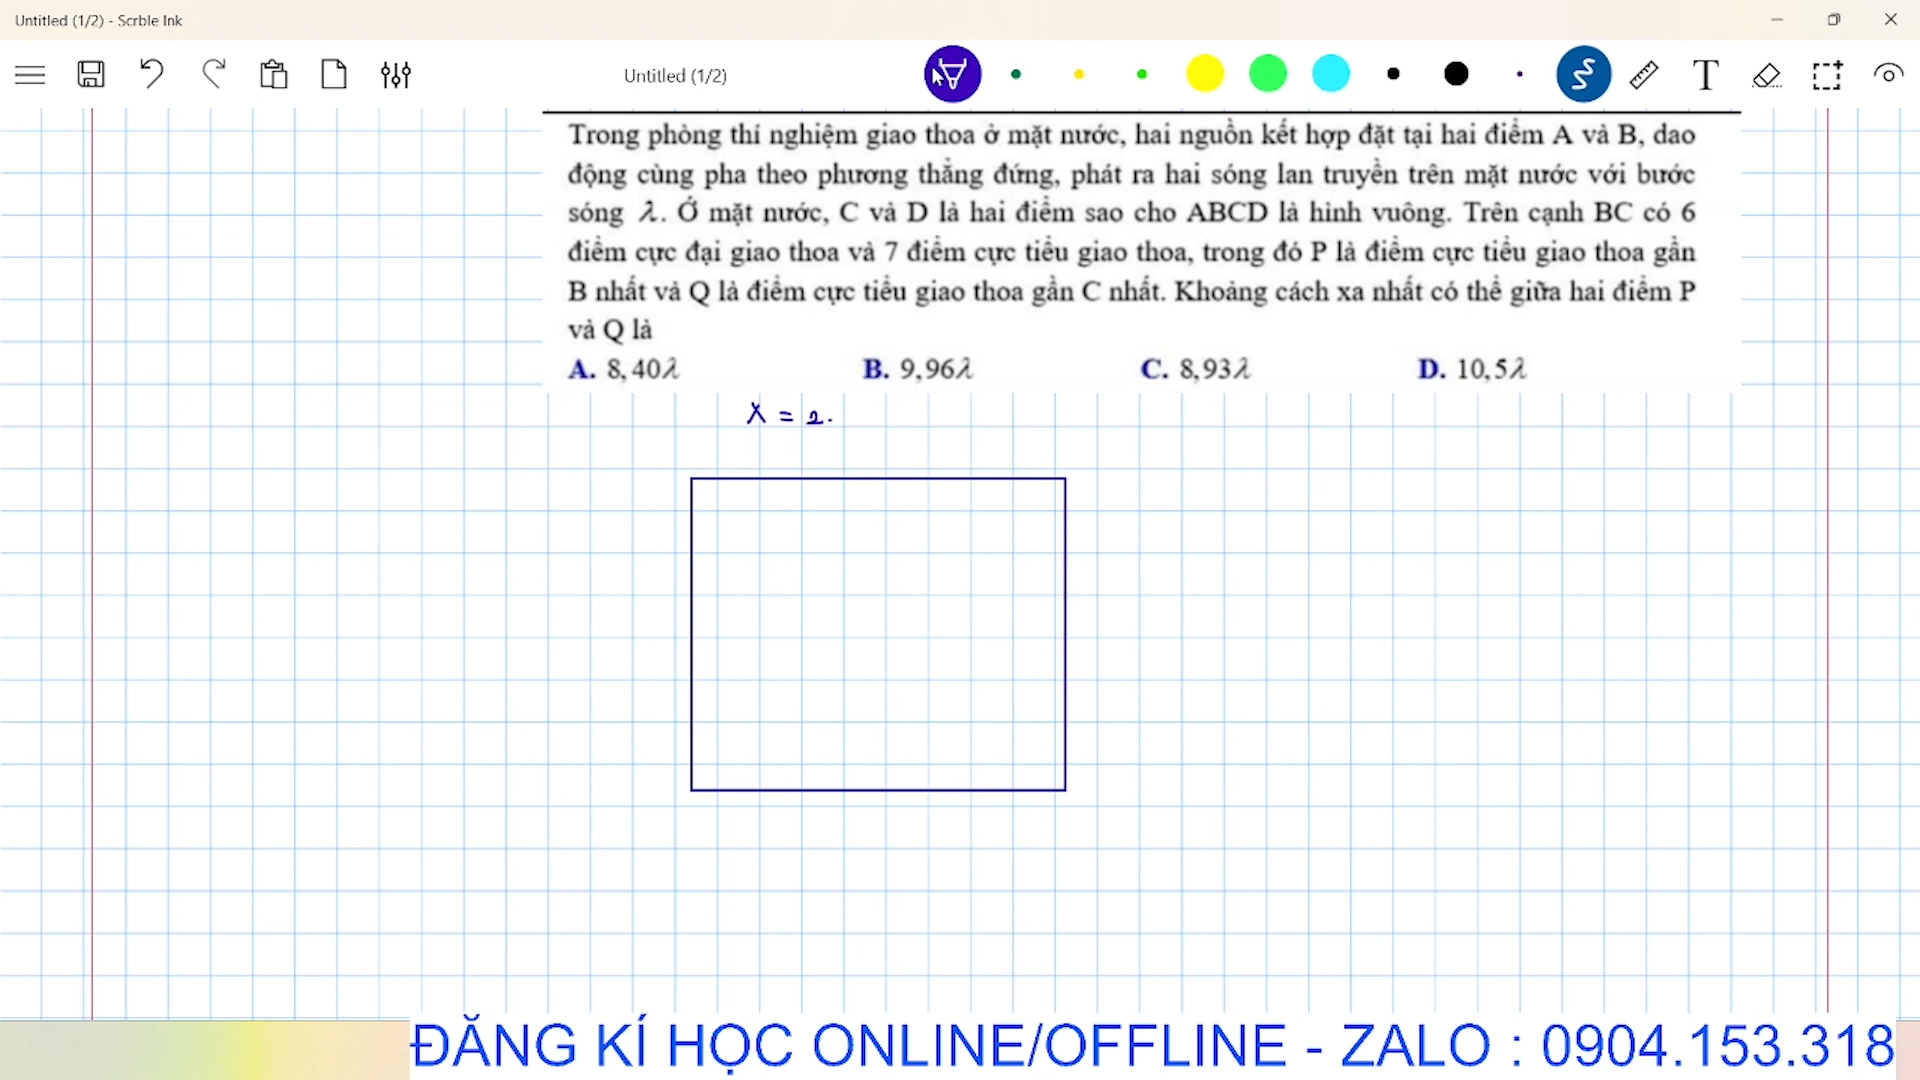 Untitled (1/2) - Scrble Ink
Untitled (1/2)
T
Trong phòng thí nghiệm giao thoa ở mặt nước, hai nguồn kết hợp đặt tại hai điểm A và B, dao
động cùng pha theo phương thẳng đứng, phát ra hai sóng lan truyền trên mặt nước với bước
sóng λ. Ở mặt nước, C và D là hai điểm sao cho ABCD là hình vuông. Trên cạnh BC có 6
điểm cực đại giao thoa và 7 điểm cực tiểu giao thoa, trong đó P là điểm cực tiểu giao thoa gần
B nhất và Q là điểm cực tiểu giao thoa gần C nhất. Khoảng cách xa nhất có thể giữa hai điểm P
và Q là
A. 8,40λ B. 9,96λ C. 8,93λ D. 10,5λ
X = 2.
ĐĂNG KÍ HỌC ONLINE/OFFLINE - ZALO : 0904.153.318